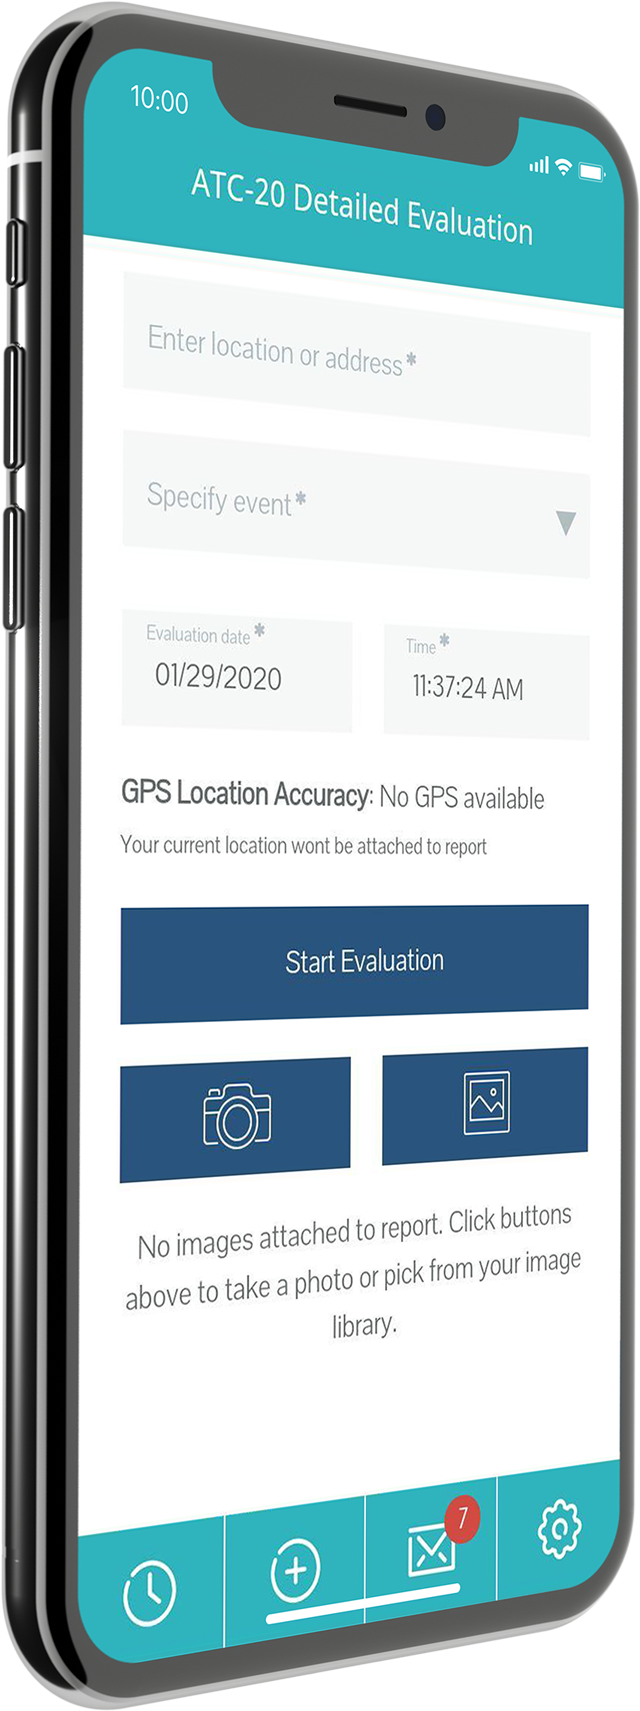 10:00
ATC-20 Detailed Evaluation
Enter location or address*
Specify event*
Evaluation date *
01/29/2020
Time *
11:37:24 AM
GPS Location Accuracy: No GPS available
Your current location wont be attached to report
Start Evaluation
No images attached to report. Click buttons
above to take a photo or pick from your image
library.
7